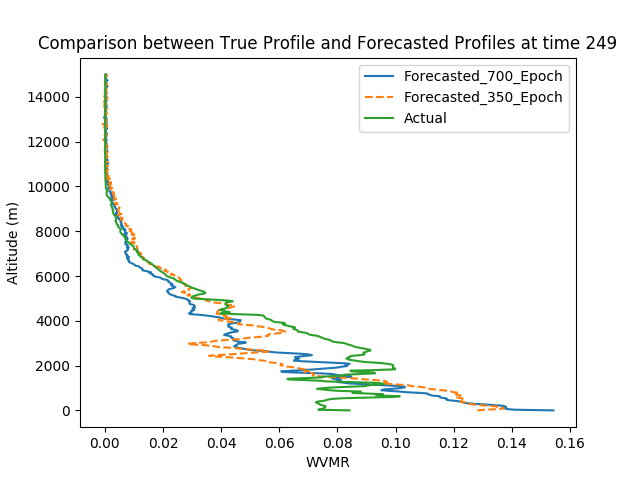 Comparison between True Profile and Forecasted Profiles at time 249
Forecasted_700_Epoch
Forecasted_350_Epoch
Actual
Altitude (m)
14000
12000
10000
8000
6000
4000
2000
0
0.00 0.02 0.04 0.06 0.08 0.10 0.12 0.14 0.16
WVMR